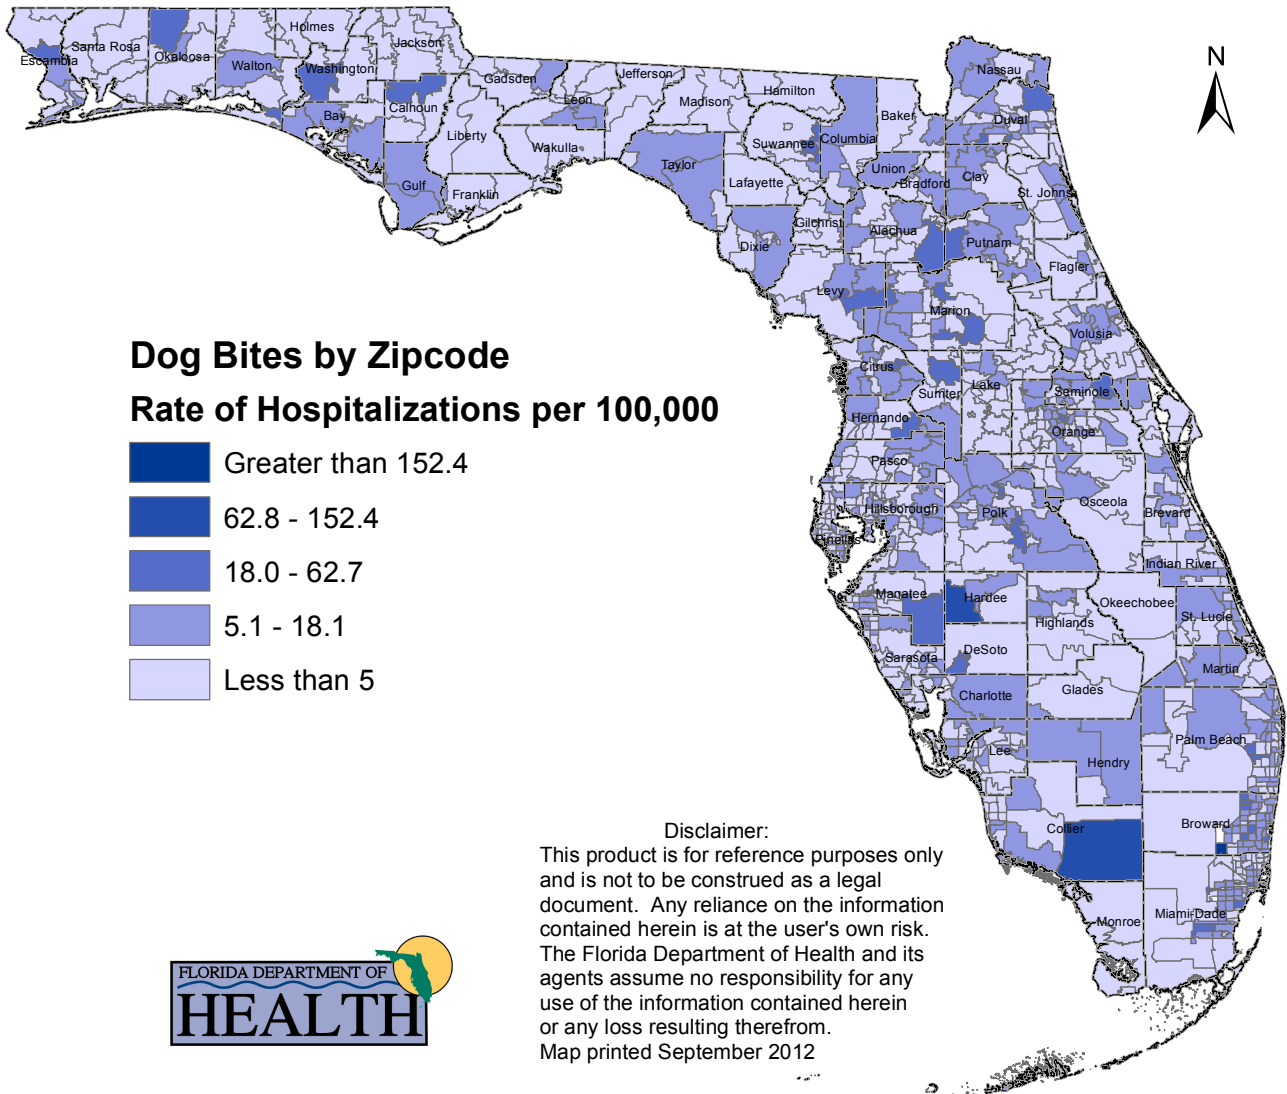 Holmes
Jackson
Santa Rosa
Okaloosa
Escambia
Walton
Washington
Calhoun
Bay
Gulf
Gadsden
Leon
Liberty
Franklin
Wakulla
Jefferson
Madison
Hamilton
Taylor
Suwannee
Lafayette
Columbia
Baker
Nassau
Duval
Union
Bradford
Clay
St. Johns
Gilchrist
Alachua
Putnam
Dixie
Flagler
Levy
Marion
Volusia
Citrus
Sumter
Lake
Seminole
Hernando
Orange
Pasco
Hillsborough
Polk
Osceola
Brevard
Pinellas
Indian River
Manatee
Hardee
Okeechobee
Highlands
St. Lucie
Sarasota
DeSoto
Martin
Charlotte
Glades
Palm Beach
Lee
Hendry
Collier
Broward
Monroe
Miami-Dade
N
Dog Bites by Zipcode
Rate of Hospitalizations per 100,000
Greater than 152.4
62.8 - 152.4
18.0 - 62.7
5.1 - 18.1
Less than 5
Disclaimer:
This product is for reference purposes only
and is not to be construed as a legal
document.  Any reliance on the information
contained herein is at the user's own risk.
The Florida Department of Health and its
agents assume no responsibility for any
use of the information contained herein
or any loss resulting therefrom.
Map printed September 2012
FLORIDA DEPARTMENT OF
HEALTH